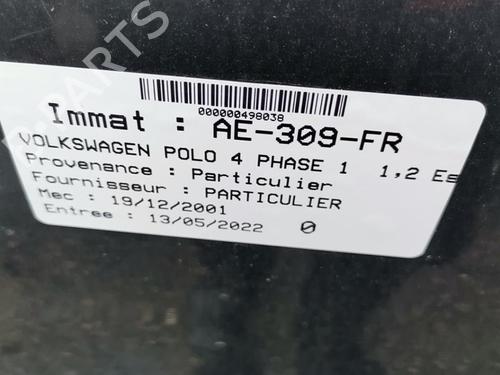 000000498038
Immat : AE-309-FR
VOLKSWAGEN POLO 4 PHASE 1 1,2 Es
Provenance : Particulier
Fournisseur : PARTICULIER
Mec : 19/12/2001
Entree : 13/05/2022 0